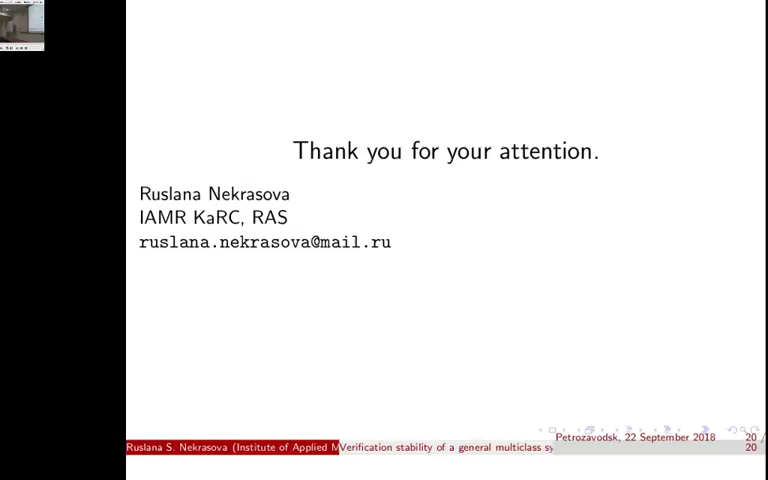 Thank you for your attention.
Ruslana Nekrasova
IAMR KaRC, RAS
ruslana.nekrasova@mail.ru
Petrozavodsk, 22 September 2018
20 /
Ruslana S. Nekrasova (Institute of Applied M
Verification stability of a general multiclass sy
20